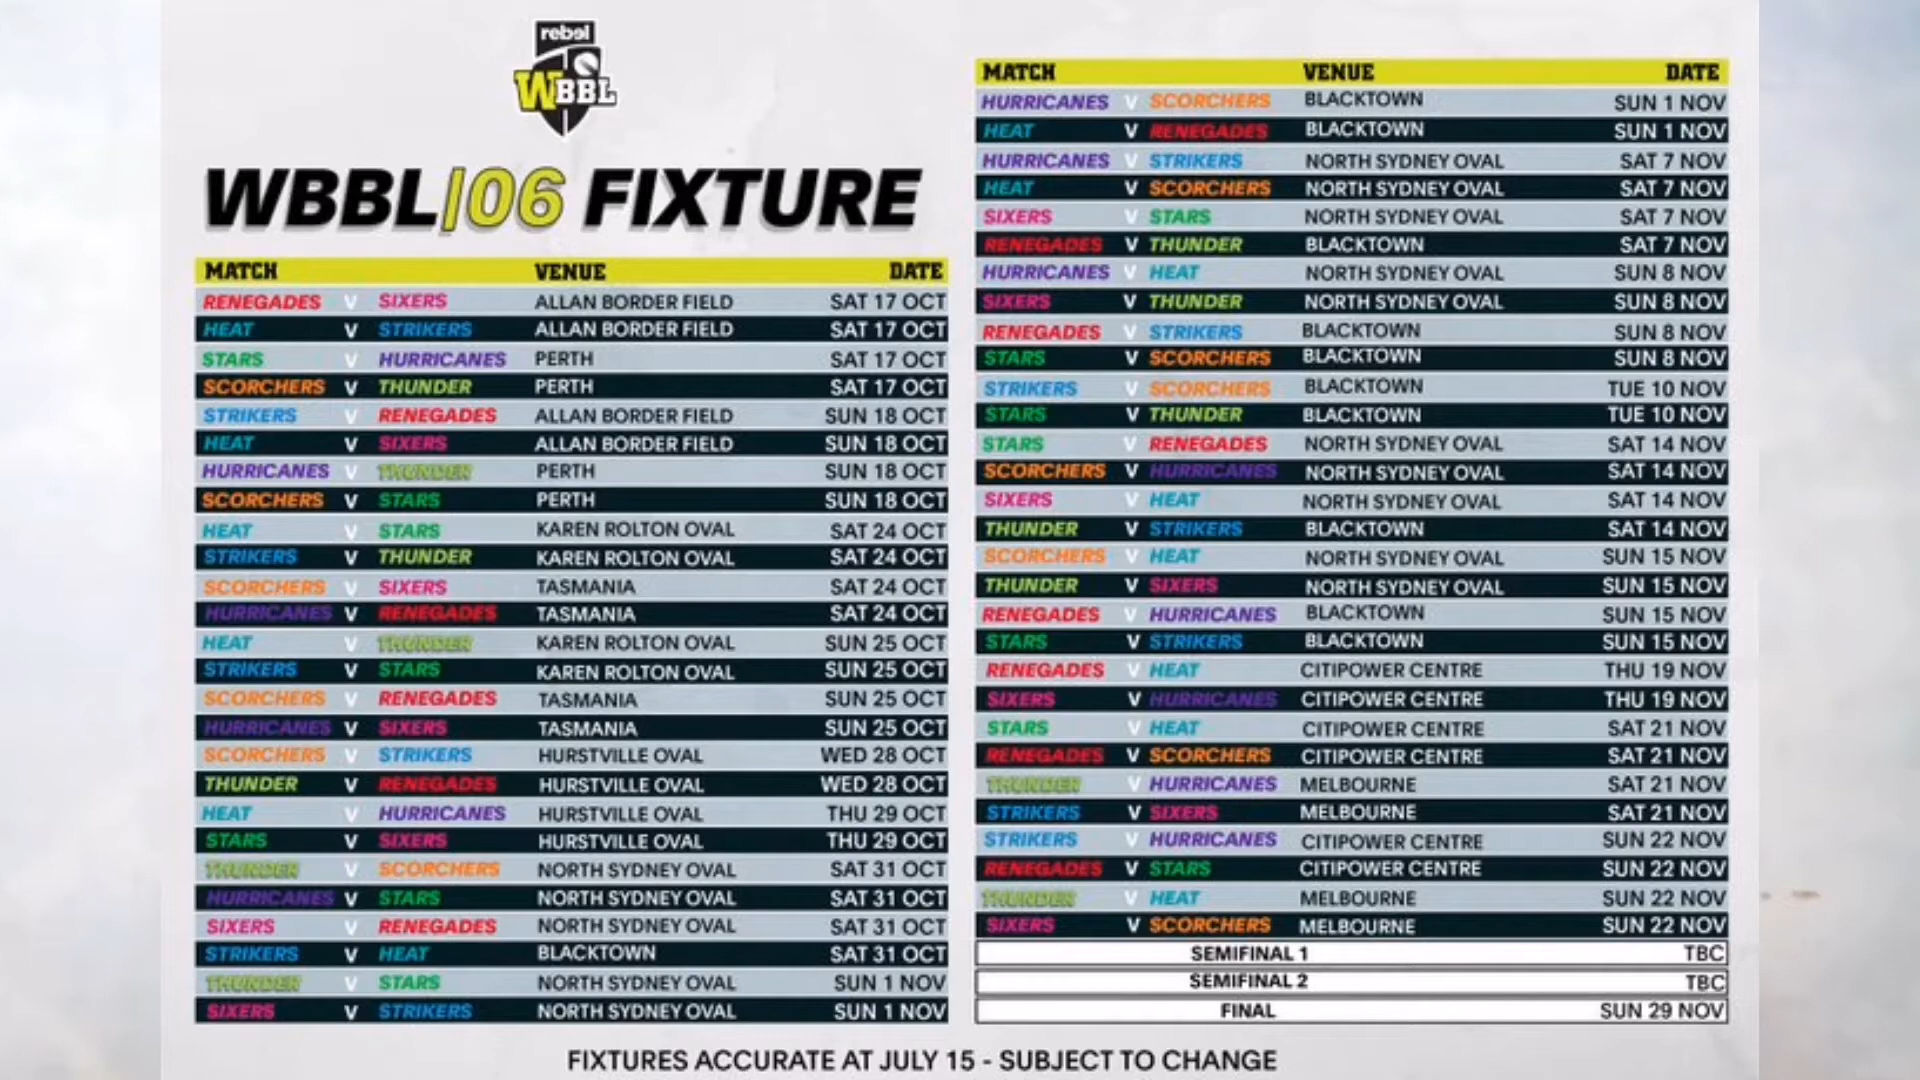 rebel
WBBL
WBBL|06 FIXTURE
MATCH VENUE DATE
RENEGADES V SIXERS ALLAN BORDER FIELD SAT 17 OCT
HEAT V STRIKERS ALLAN BORDER FIELD SAT 17 OCT
STARS V HURRICANES PERTH SAT 17 OCT
SCORCHERS V THUNDER PERTH SAT 17 OCT
STRIKERS V RENEGADES ALLAN BORDER FIELD SUN 18 OCT
HEAT V SIXERS ALLAN BORDER FIELD SUN 18 OCT
HURRICANES V THUNDER PERTH SUN 18 OCT
SCORCHERS V STARS PERTH SUN 18 OCT
HEAT V STARS KAREN ROLTON OVAL SAT 24 OCT
STRIKERS V THUNDER KAREN ROLTON OVAL SAT 24 OCT
SCORCHERS V SIXERS TASMANIA SAT 24 OCT
HURRICANES V RENEGADES TASMANIA SAT 24 OCT
HEAT V THUNDER KAREN ROLTON OVAL SUN 25 OCT
STRIKERS V STARS KAREN ROLTON OVAL SUN 25 OCT
SCORCHERS V RENEGADES TASMANIA SUN 25 OCT
HURRICANES V SIXERS TASMANIA SUN 25 OCT
SCORCHERS V STRIKERS HURSTVILLE OVAL WED 28 OCT
THUNDER V RENEGADES HURSTVILLE OVAL WED 28 OCT
HEAT V HURRICANES HURSTVILLE OVAL THU 29 OCT
STARS V SIXERS HURSTVILLE OVAL THU 29 OCT
THUNDER V SCORCHERS NORTH SYDNEY OVAL SAT 31 OCT
HURRICANES V STARS NORTH SYDNEY OVAL SAT 31 OCT
SIXERS V RENEGADES NORTH SYDNEY OVAL SAT 31 OCT
STRIKERS V HEAT BLACKTOWN SAT 31 OCT
THUNDER V STARS NORTH SYDNEY OVAL SUN 1 NOV
SIXERS V STRIKERS NORTH SYDNEY OVAL SUN 1 NOV
MATCH VENUE DATE
HURRICANES V SCORCHERS BLACKTOWN SUN 1 NOV
HEAT V RENEGADES BLACKTOWN SUN 1 NOV
HURRICANES V STRIKERS NORTH SYDNEY OVAL SAT 7 NOV
HEAT V SCORCHERS NORTH SYDNEY OVAL SAT 7 NOV
SIXERS V STARS NORTH SYDNEY OVAL SAT 7 NOV
RENEGADES V THUNDER BLACKTOWN SAT 7 NOV
HURRICANES V HEAT NORTH SYDNEY OVAL SUN 8 NOV
SIXERS V THUNDER NORTH SYDNEY OVAL SUN 8 NOV
RENEGADES V STRIKERS BLACKTOWN SUN 8 NOV
STARS V SCORCHERS BLACKTOWN SUN 8 NOV
STRIKERS V SCORCHERS BLACKTOWN TUE 10 NOV
STARS V THUNDER BLACKTOWN TUE 10 NOV
STARS V RENEGADES NORTH SYDNEY OVAL SAT 14 NOV
SCORCHERS V HURRICANES NORTH SYDNEY OVAL SAT 14 NOV
SIXERS V HEAT NORTH SYDNEY OVAL SAT 14 NOV
THUNDER V STRIKERS BLACKTOWN SAT 14 NOV
SCORCHERS V HEAT NORTH SYDNEY OVAL SUN 15 NOV
THUNDER V SIXERS NORTH SYDNEY OVAL SUN 15 NOV
RENEGADES V HURRICANES BLACKTOWN SUN 15 NOV
STARS V STRIKERS BLACKTOWN SUN 15 NOV
RENEGADES V HEAT CITIPOWER CENTRE THU 19 NOV
SIXERS V HURRICANES CITIPOWER CENTRE THU 19 NOV
STARS V HEAT CITIPOWER CENTRE SAT 21 NOV
RENEGADES V SCORCHERS CITIPOWER CENTRE SAT 21 NOV
THUNDER V HURRICANES MELBOURNE SAT 21 NOV
STRIKERS V SIXERS MELBOURNE SAT 21 NOV
STRIKERS V HURRICANES CITIPOWER CENTRE SUN 22 NOV
RENEGADES V STARS CITIPOWER CENTRE SUN 22 NOV
THUNDER V HEAT MELBOURNE SUN 22 NOV
SIXERS V SCORCHERS MELBOURNE SUN 22 NOV
SEMIFINAL 1 TBC
SEMIFINAL 2 TBC
FINAL SUN 29 NOV
FIXTURES ACCURATE AT JULY 15 - SUBJECT TO CHANGE